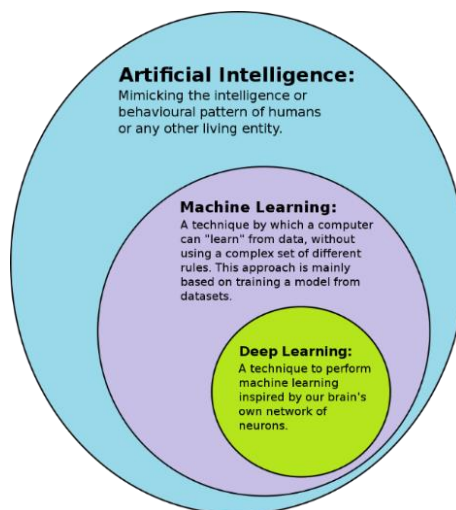 Artificial Intelligence:
Mimicking the intelligence or
behavioural pattern of humans
or any other living entity.
Machine Learning:
A technique by which a computer
can "learn" from data, without
using a complex set of different
rules. This approach is mainly
based on training a model from
datasets.
Deep Learning:
A technique to perform
machine learning
inspired by our brain's
own network of
neurons.